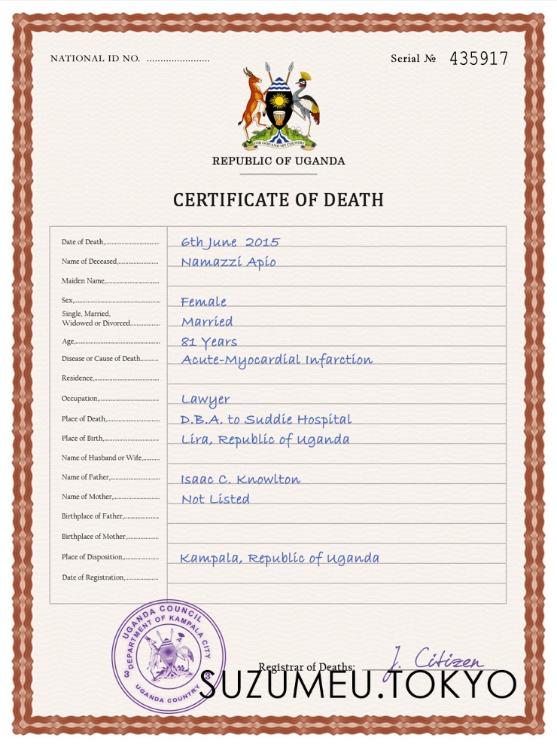 NATIONAL ID NO. ......................
Serial № 435917
REPUBLIC OF UGANDA
CERTIFICATE OF DEATH
Date of Death, 6th June 2015
Name of Deceased, Namazzi Apio
Maiden Name,
Sex, Female
Single, Married,
Widowed or Divorced Married
Age, 81 Years
Disease or Cause of Death Acute-Myocardial Infarction
Residence,
Occupation, Lawyer
Place of Death, D.B.A. to Suddie Hospital
Place of Birth, Lira, Republic of Uganda
Name of Husband or Wife,
Name of Father, Isaac C. Knowlton
Name of Mother, Not Listed
Birthplace of Father,
Birthplace of Mother,
Place of Disposition, Kampala, Republic of Uganda
Date of Registration,
UGANDA COUNCIL
DEPARTMENT OF KAMPALA CITY
UGANDA COUNTRY
Registrar of Deaths: J. Citizen
SUZUMEU.TOKYO